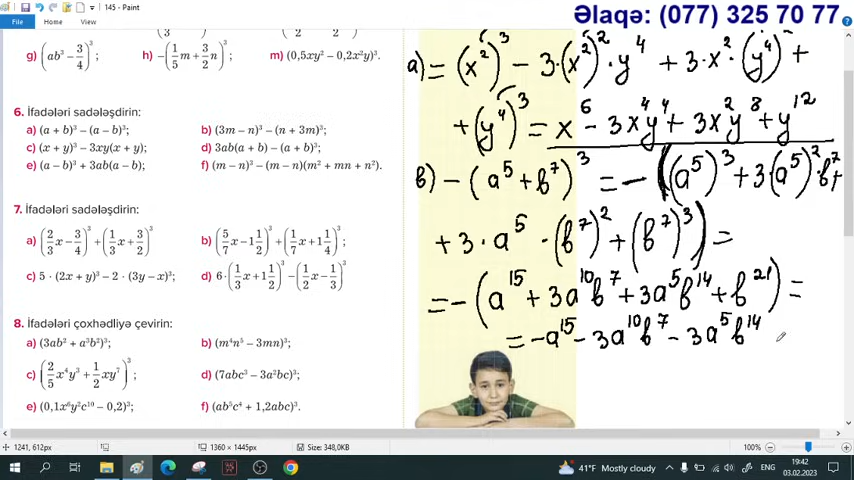 145 - Paint
Əlaqə: (077) 325 70 77
File Home View
g) (ab³ − 3/4)³; h) −(1/5 m + 3/2 n)³; m) (0,5xy² − 0,2x²y)³.
6. İfadələri sadələşdirin:
a) (a + b)³ − (a − b)³; b) (3m − n)³ − (n + 3m)³;
c) (x + y)³ − 3xy(x + y); d) 3ab(a + b) − (a + b)³;
e) (a − b)³ + 3ab(a − b); f) (m − n)³ − (m − n)(m² + mn + n²).
7. İfadələri sadələşdirin:
a) (2/3 x − 3/4)³ + (1/3 x + 3/2)³ b) (5/7 x − 1 1/2)³ + (1/7 x + 1 1/4)³;
c) 5 · (2x + y)³ − 2 · (3y − x)³; d) 6 · (1/3 x + 1 1/2)³ − (1/2 x − 1/3)³
8. İfadələri çoxhədliyə çevirin:
a) (3ab² + a³b²)³; b) (m⁴n⁵ − 3mn)³;
c) (2/5 x⁴y³ + 1/2 xy⁷)³; d) (7abc³ − 3a²bc)³;
e) (0,1x⁶y²c¹⁰ − 0,2)³; f) (ab⁵c⁴ + 1,2abc)³.
a) = (x²)³ − 3·(x²)²·y⁴ + 3·x²·(y⁴)² +
+ (y⁴)³ = x⁶ − 3x⁴y⁴ + 3x²y⁸ + y¹²
b) − (a⁵ + b⁷)³ = − ((a⁵)³ + 3·(a⁵)²·b⁷ +
+ 3 · a⁵ · (b⁷)² + (b⁷)³) =
= − (a¹⁵ + 3a¹⁰b⁷ + 3a⁵b¹⁴ + b²¹) =
= − a¹⁵ − 3a¹⁰b⁷ − 3a⁵b¹⁴
1241, 612px 1360 × 1445px Size: 348,0KB 100%
41°F Mostly cloudy ENG 19:42
03.02.2023